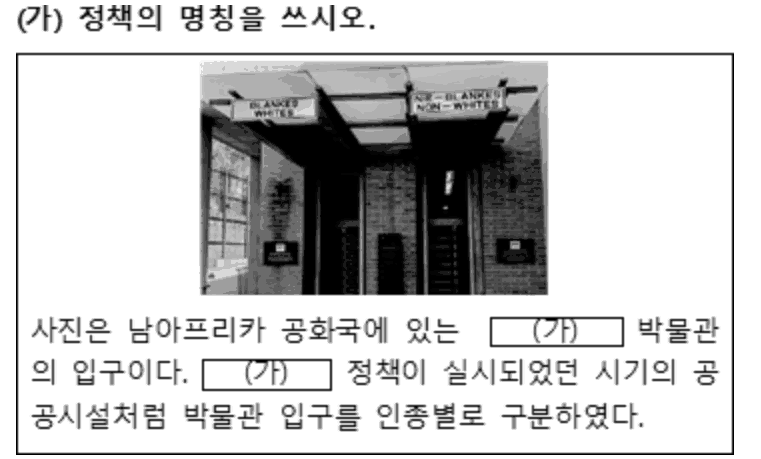 (가) 정책의 명칭을 쓰시오.
BLANKES
WHITES
NIE-BLANKES
NON-WHITES
사진은 남아프리카 공화국에 있는 (가) 박물관
의 입구이다. (가) 정책이 실시되었던 시기의 공
공시설처럼 박물관 입구를 인종별로 구분하였다.